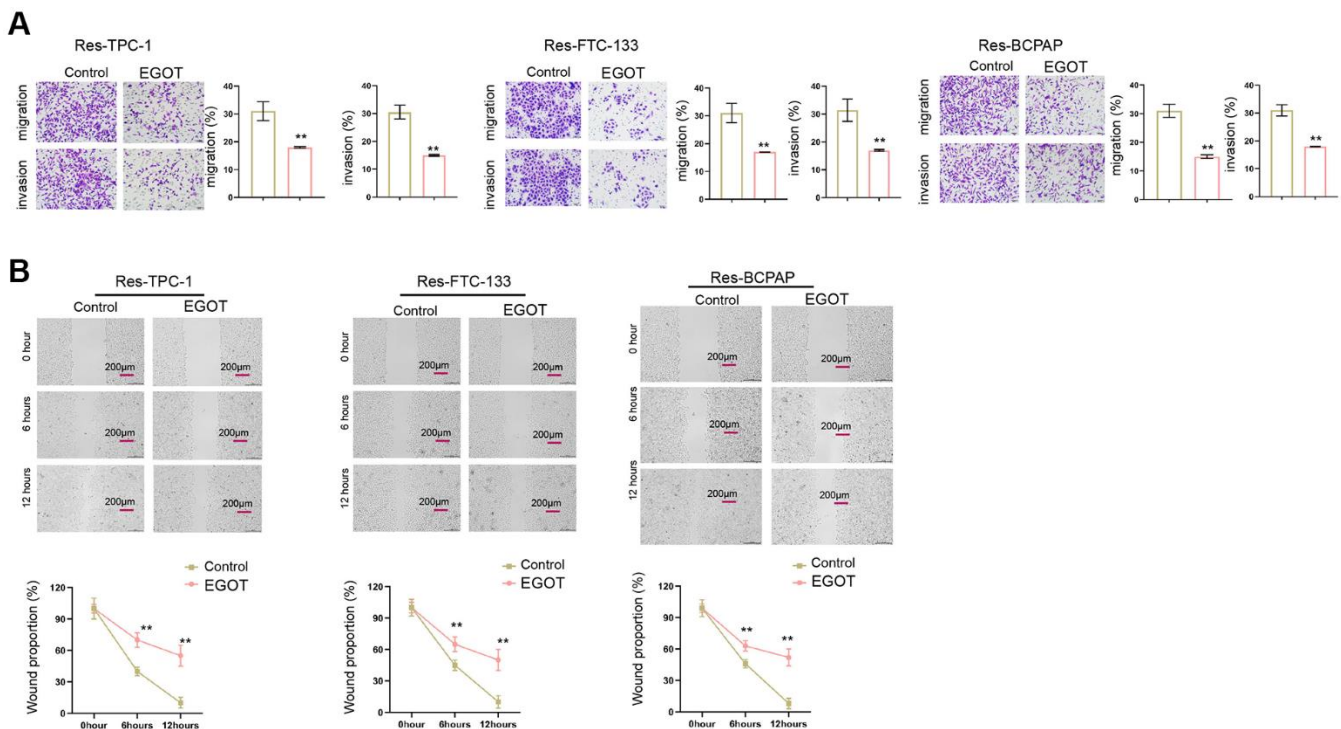 A
Res-TPC-1
Control EGOT
migration
invasion
migration (%)
40
30
20
10
0
**
invasion (%)
40
30
20
10
0
**
Res-FTC-133
Control EGOT
migration
invasion
migration (%)
40
30
20
10
0
**
invasion (%)
40
30
20
10
0
**
Res-BCPAP
Control EGOT
migration
invasion
migration (%)
40
30
20
10
0
**
invasion (%)
40
30
20
10
0
**
B
Res-TPC-1
Control EGOT
0 hour
200µm 200µm
6 hours
200µm 200µm
12 hours
200µm 200µm
Res-FTC-133
Control EGOT
0 hour
200µm 200µm
6 hours
200µm 200µm
12 hours
200µm 200µm
Res-BCPAP
Control EGOT
0 hour
200µm 200µm
6 hours
200µm 200µm
12 hours
200µm 200µm
Control
EGOT
Wound proportion (%)
120
90
60
30
0
** **
0hour 6hours 12hours
Control
EGOT
Wound proportion (%)
120
90
60
30
0
** **
0hour 6hours 12hours
Control
EGOT
Wound proportion (%)
120
90
60
30
0
** **
0hour 6hours 12hours